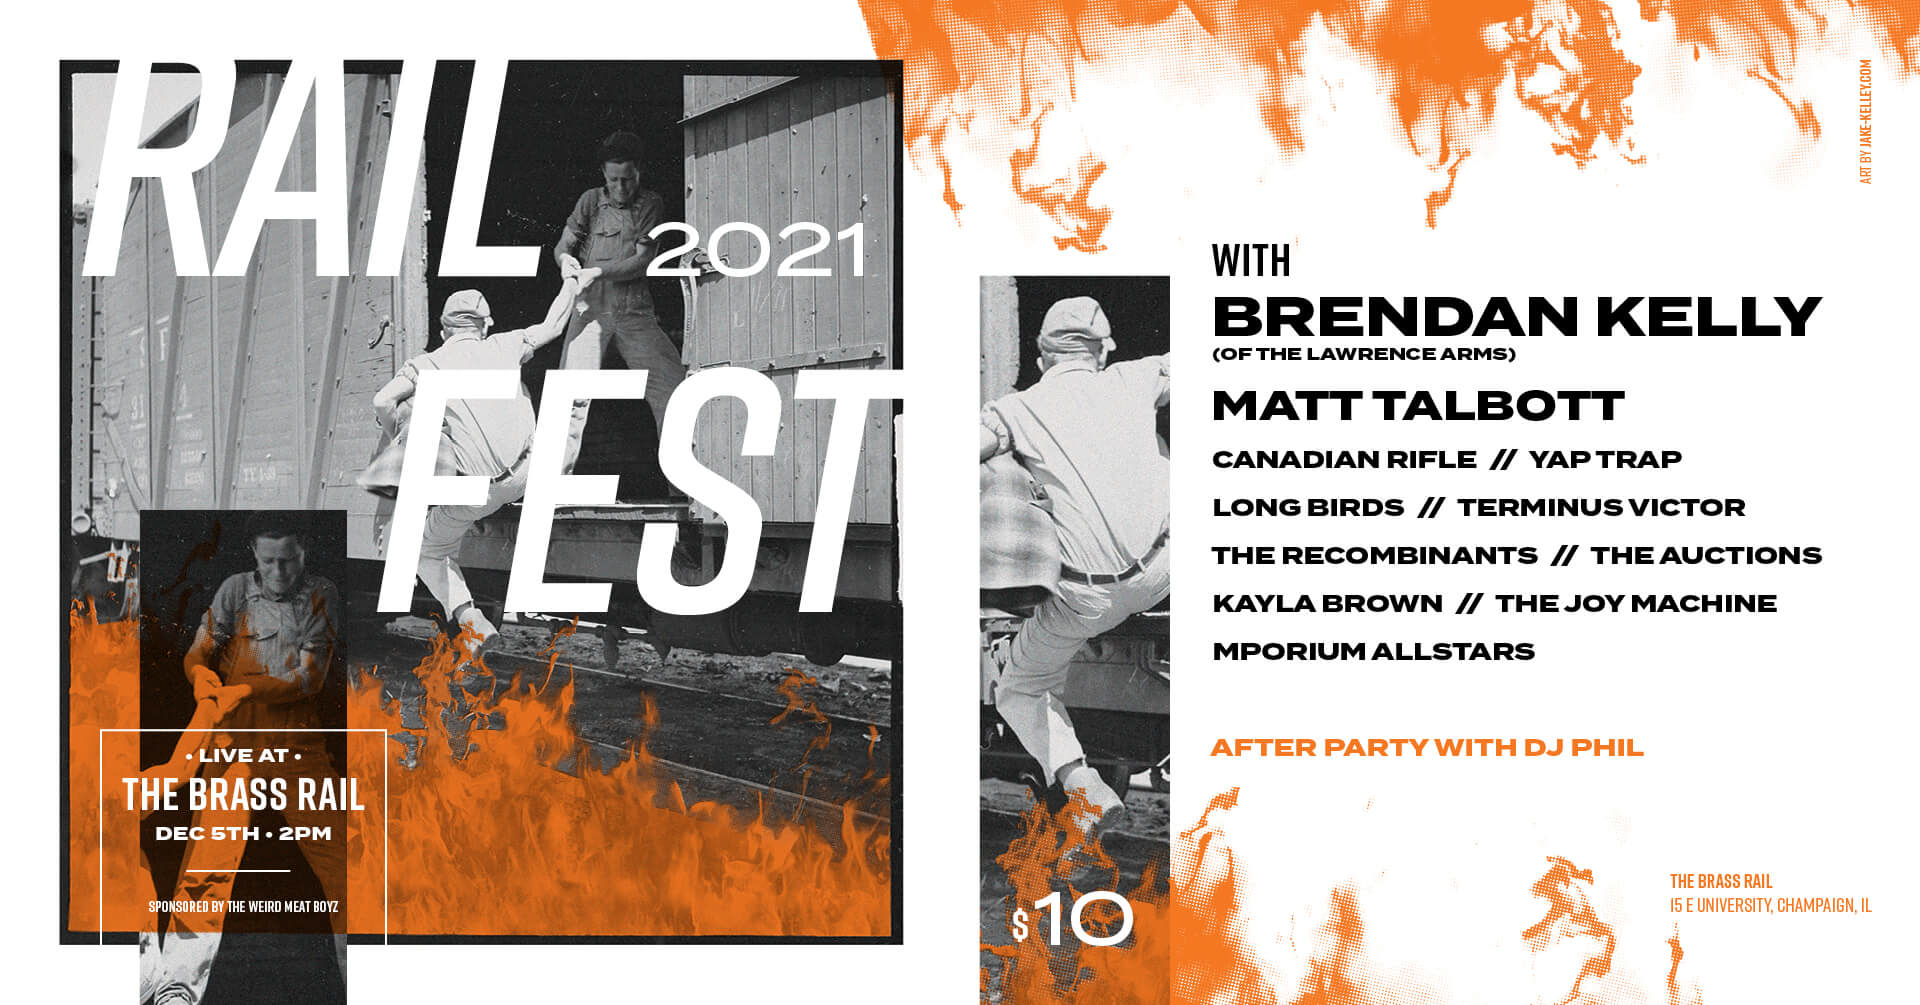 RAIL
2021
FEST
• LIVE AT •
THE BRASS RAIL
DEC 5TH • 2PM
SPONSORED BY THE WEIRD MEAT BOYZ
$10
WITH
BRENDAN KELLY
(OF THE LAWRENCE ARMS)
MATT TALBOTT
CANADIAN RIFLE // YAP TRAP
LONG BIRDS // TERMINUS VICTOR
THE RECOMBINANTS // THE AUCTIONS
KAYLA BROWN // THE JOY MACHINE
MPORIUM ALLSTARS
AFTER PARTY WITH DJ PHIL
THE BRASS RAIL
15 E UNIVERSITY, CHAMPAIGN, IL
ART BY JAKE-KELLEY.COM